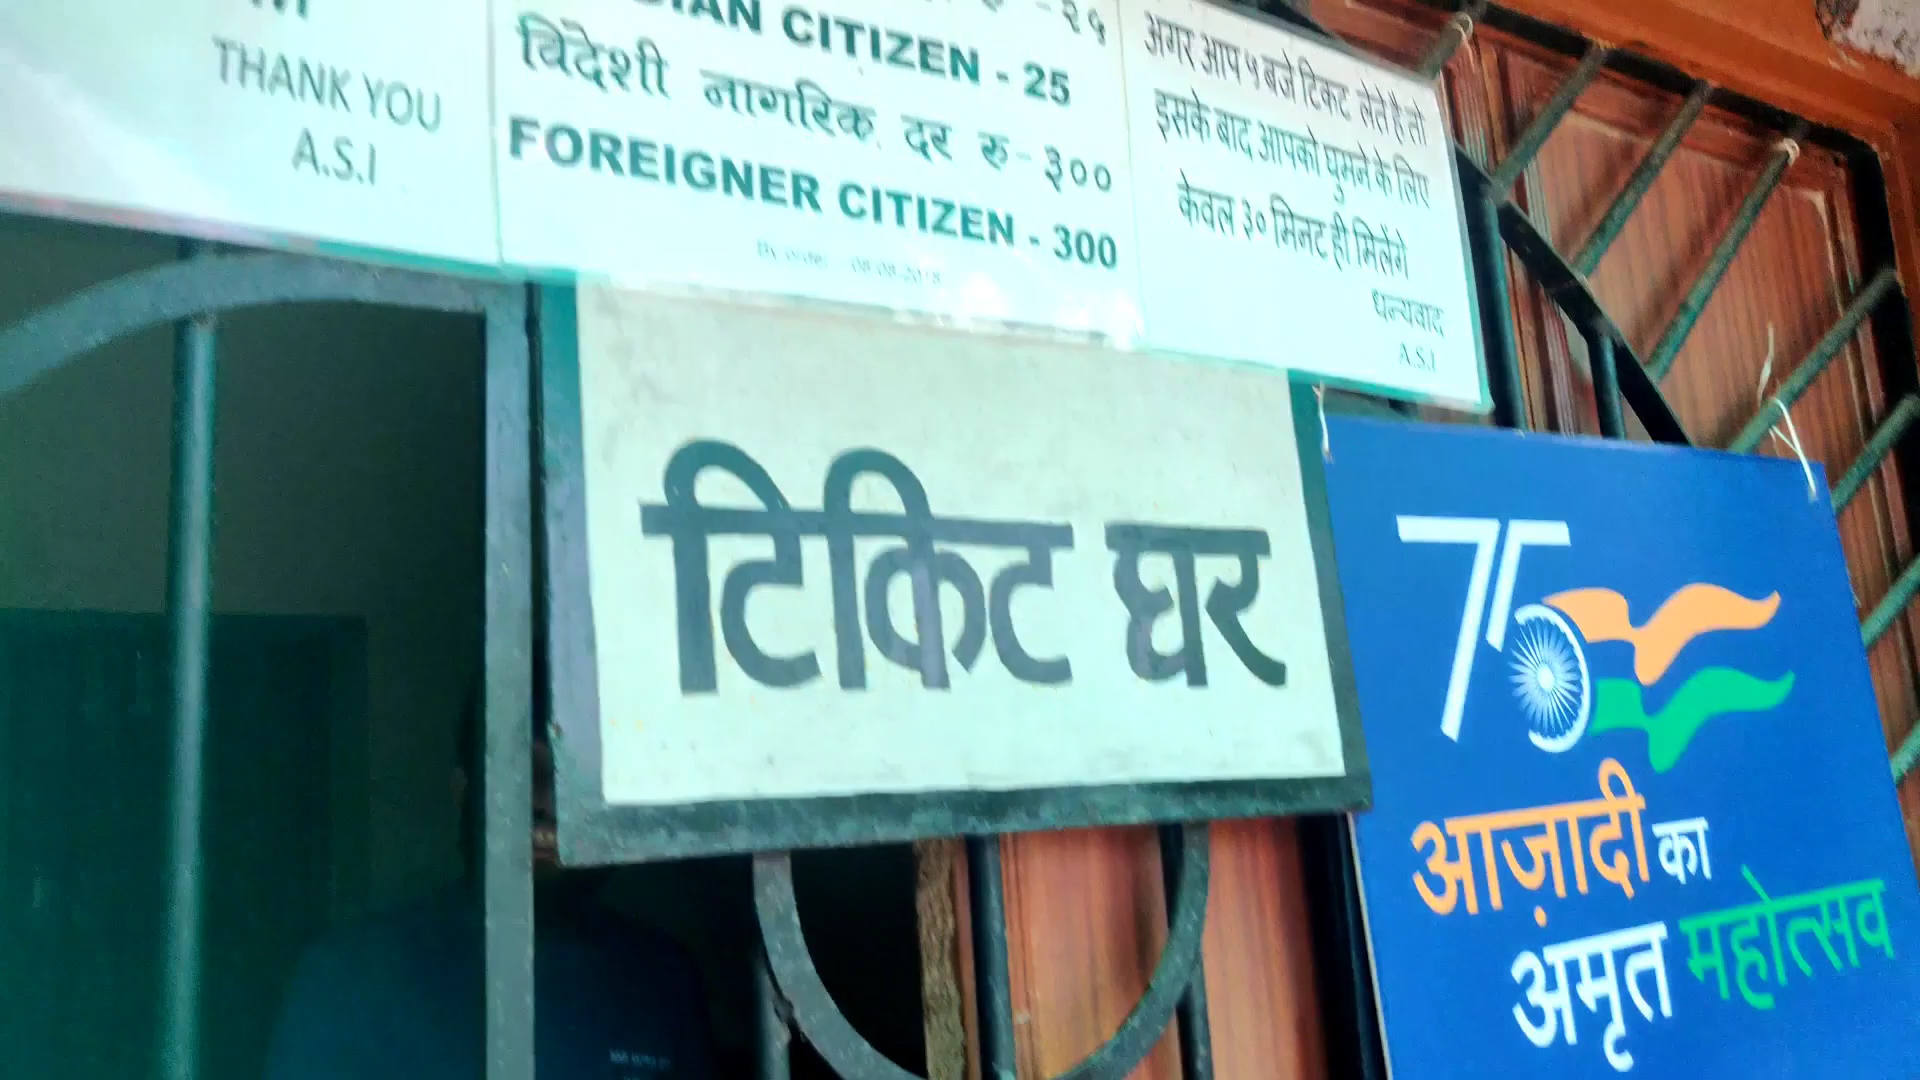 THANK YOU
A.S.I
- २५
CITIZEN - 25
विदेशी नागरिक दर रु - ३००
FOREIGNER CITIZEN - 300
अगर आप ५ बजे टिकट लेते है तो
इसके बाद आपको घुमने के लिए
केवल ३० मिनट ही मिलेंगे
धन्यवाद
A.S.I
टिकिट घर
75
आज़ादी का
अमृत महोत्सव